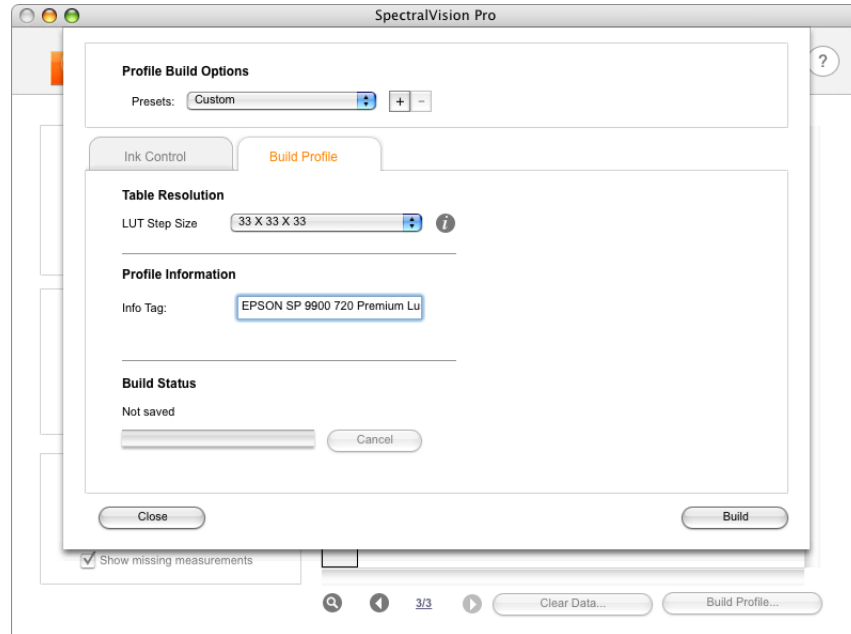 SpectralVision Pro
?
Profile Build Options
Presets: Custom + −
Ink Control Build Profile
Table Resolution
LUT Step Size 33 X 33 X 33 i
Profile Information
Info Tag: EPSON SP 9900 720 Premium Lu
Build Status
Not saved
Cancel
Close Build
Show missing measurements
3/3 Clear Data... Build Profile...